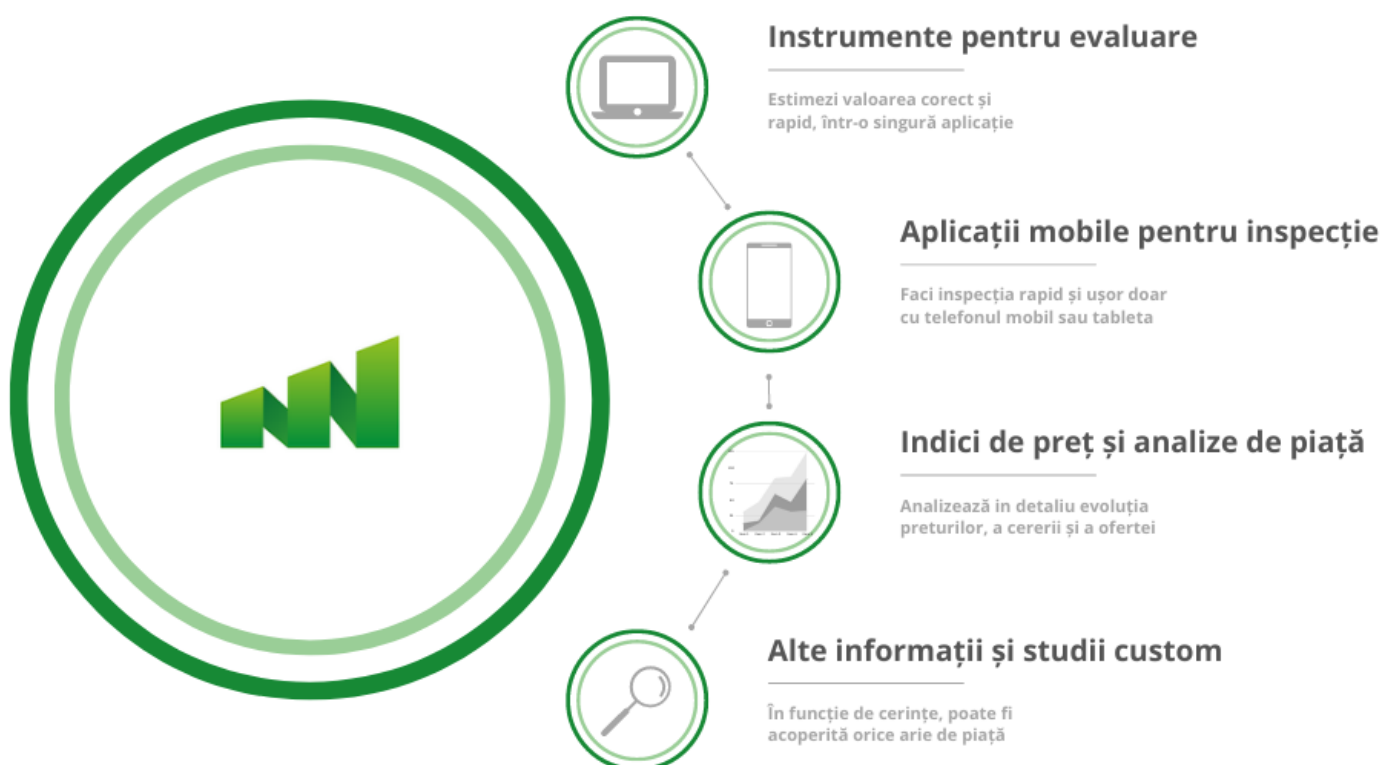 Instrumente pentru evaluare
Estimezi valoarea corect și
rapid, într-o singură aplicație
Aplicații mobile pentru inspecție
Faci inspecția rapid și ușor doar
cu telefonul mobil sau tableta
Indici de preț și analize de piață
Analizează in detaliu evoluția
preturilor, a cererii și a ofertei
Alte informații și studii custom
În funcție de cerințe, poate fi
acoperită orice arie de piață